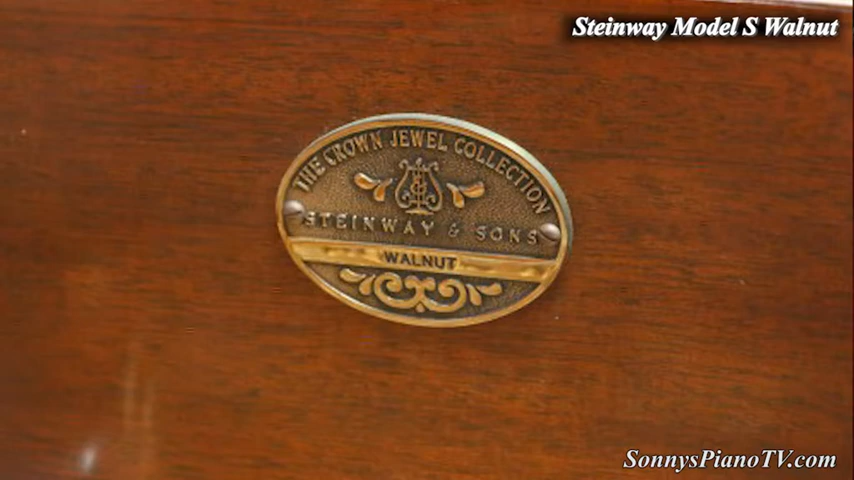 Steinway Model S Walnut
THE CROWN JEWEL COLLECTION
STEINWAY & SONS
WALNUT
SonnysPianoTV.com